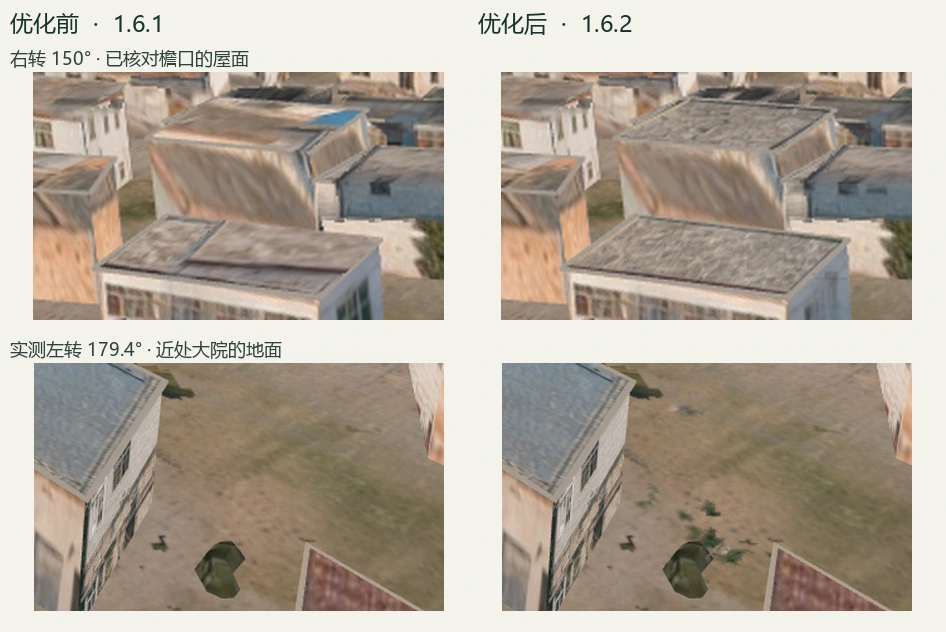 优化前 · 1.6.1
优化后 · 1.6.2
右转 150° · 已核对檐口的屋面
实测左转 179.4° · 近处大院的地面